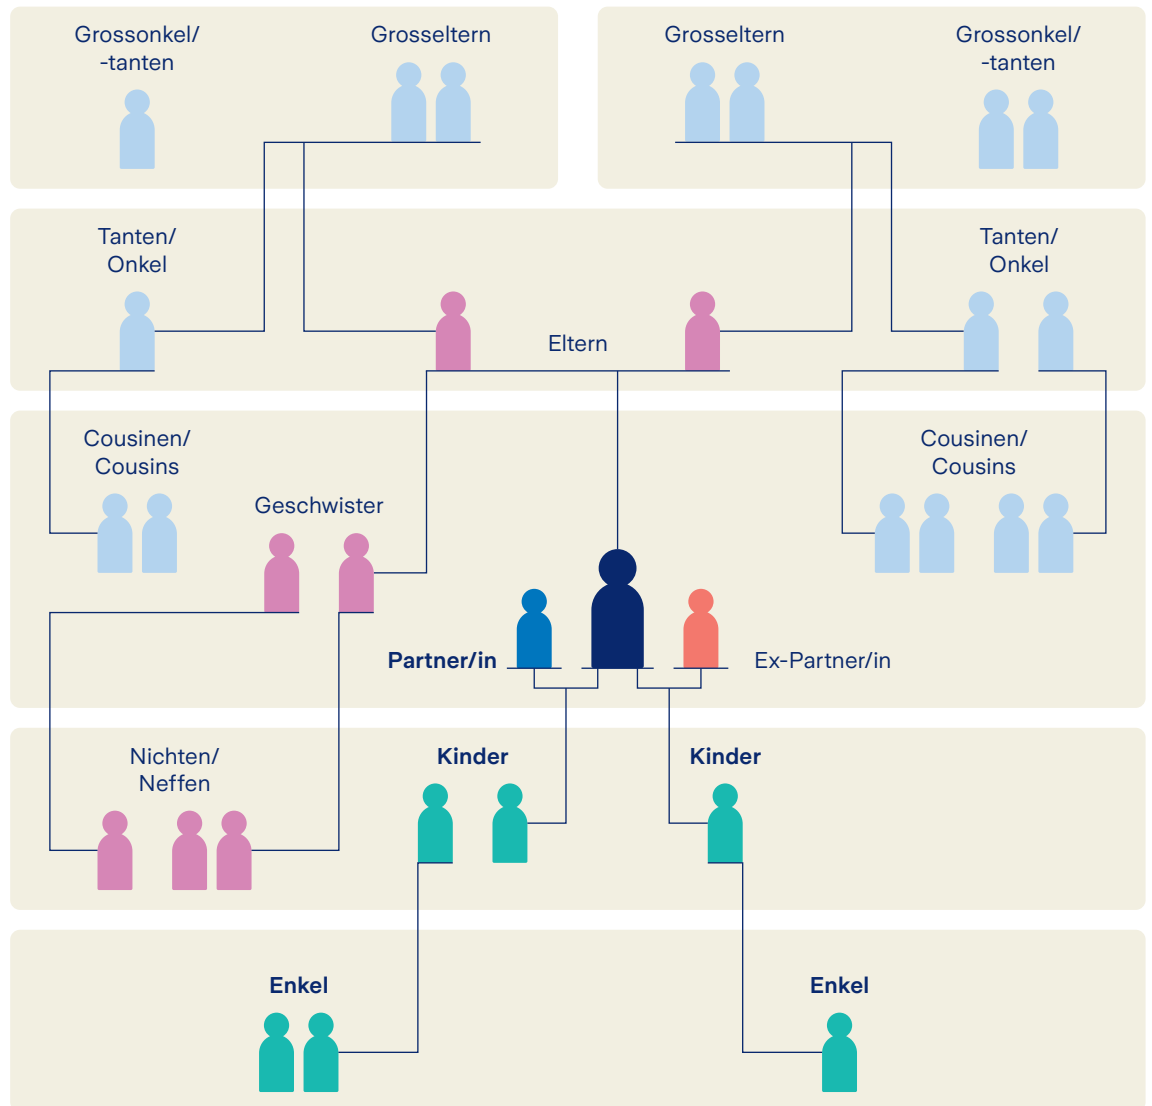 Grossonkel/
-tanten
Grosseltern
Grosseltern
Grossonkel/
-tanten
Tanten/
Onkel
Eltern
Tanten/
Onkel
Cousinen/
Cousins
Geschwister
Cousinen/
Cousins
Partner/in
Ex-Partner/in
Nichten/
Neffen
Kinder
Kinder
Enkel
Enkel